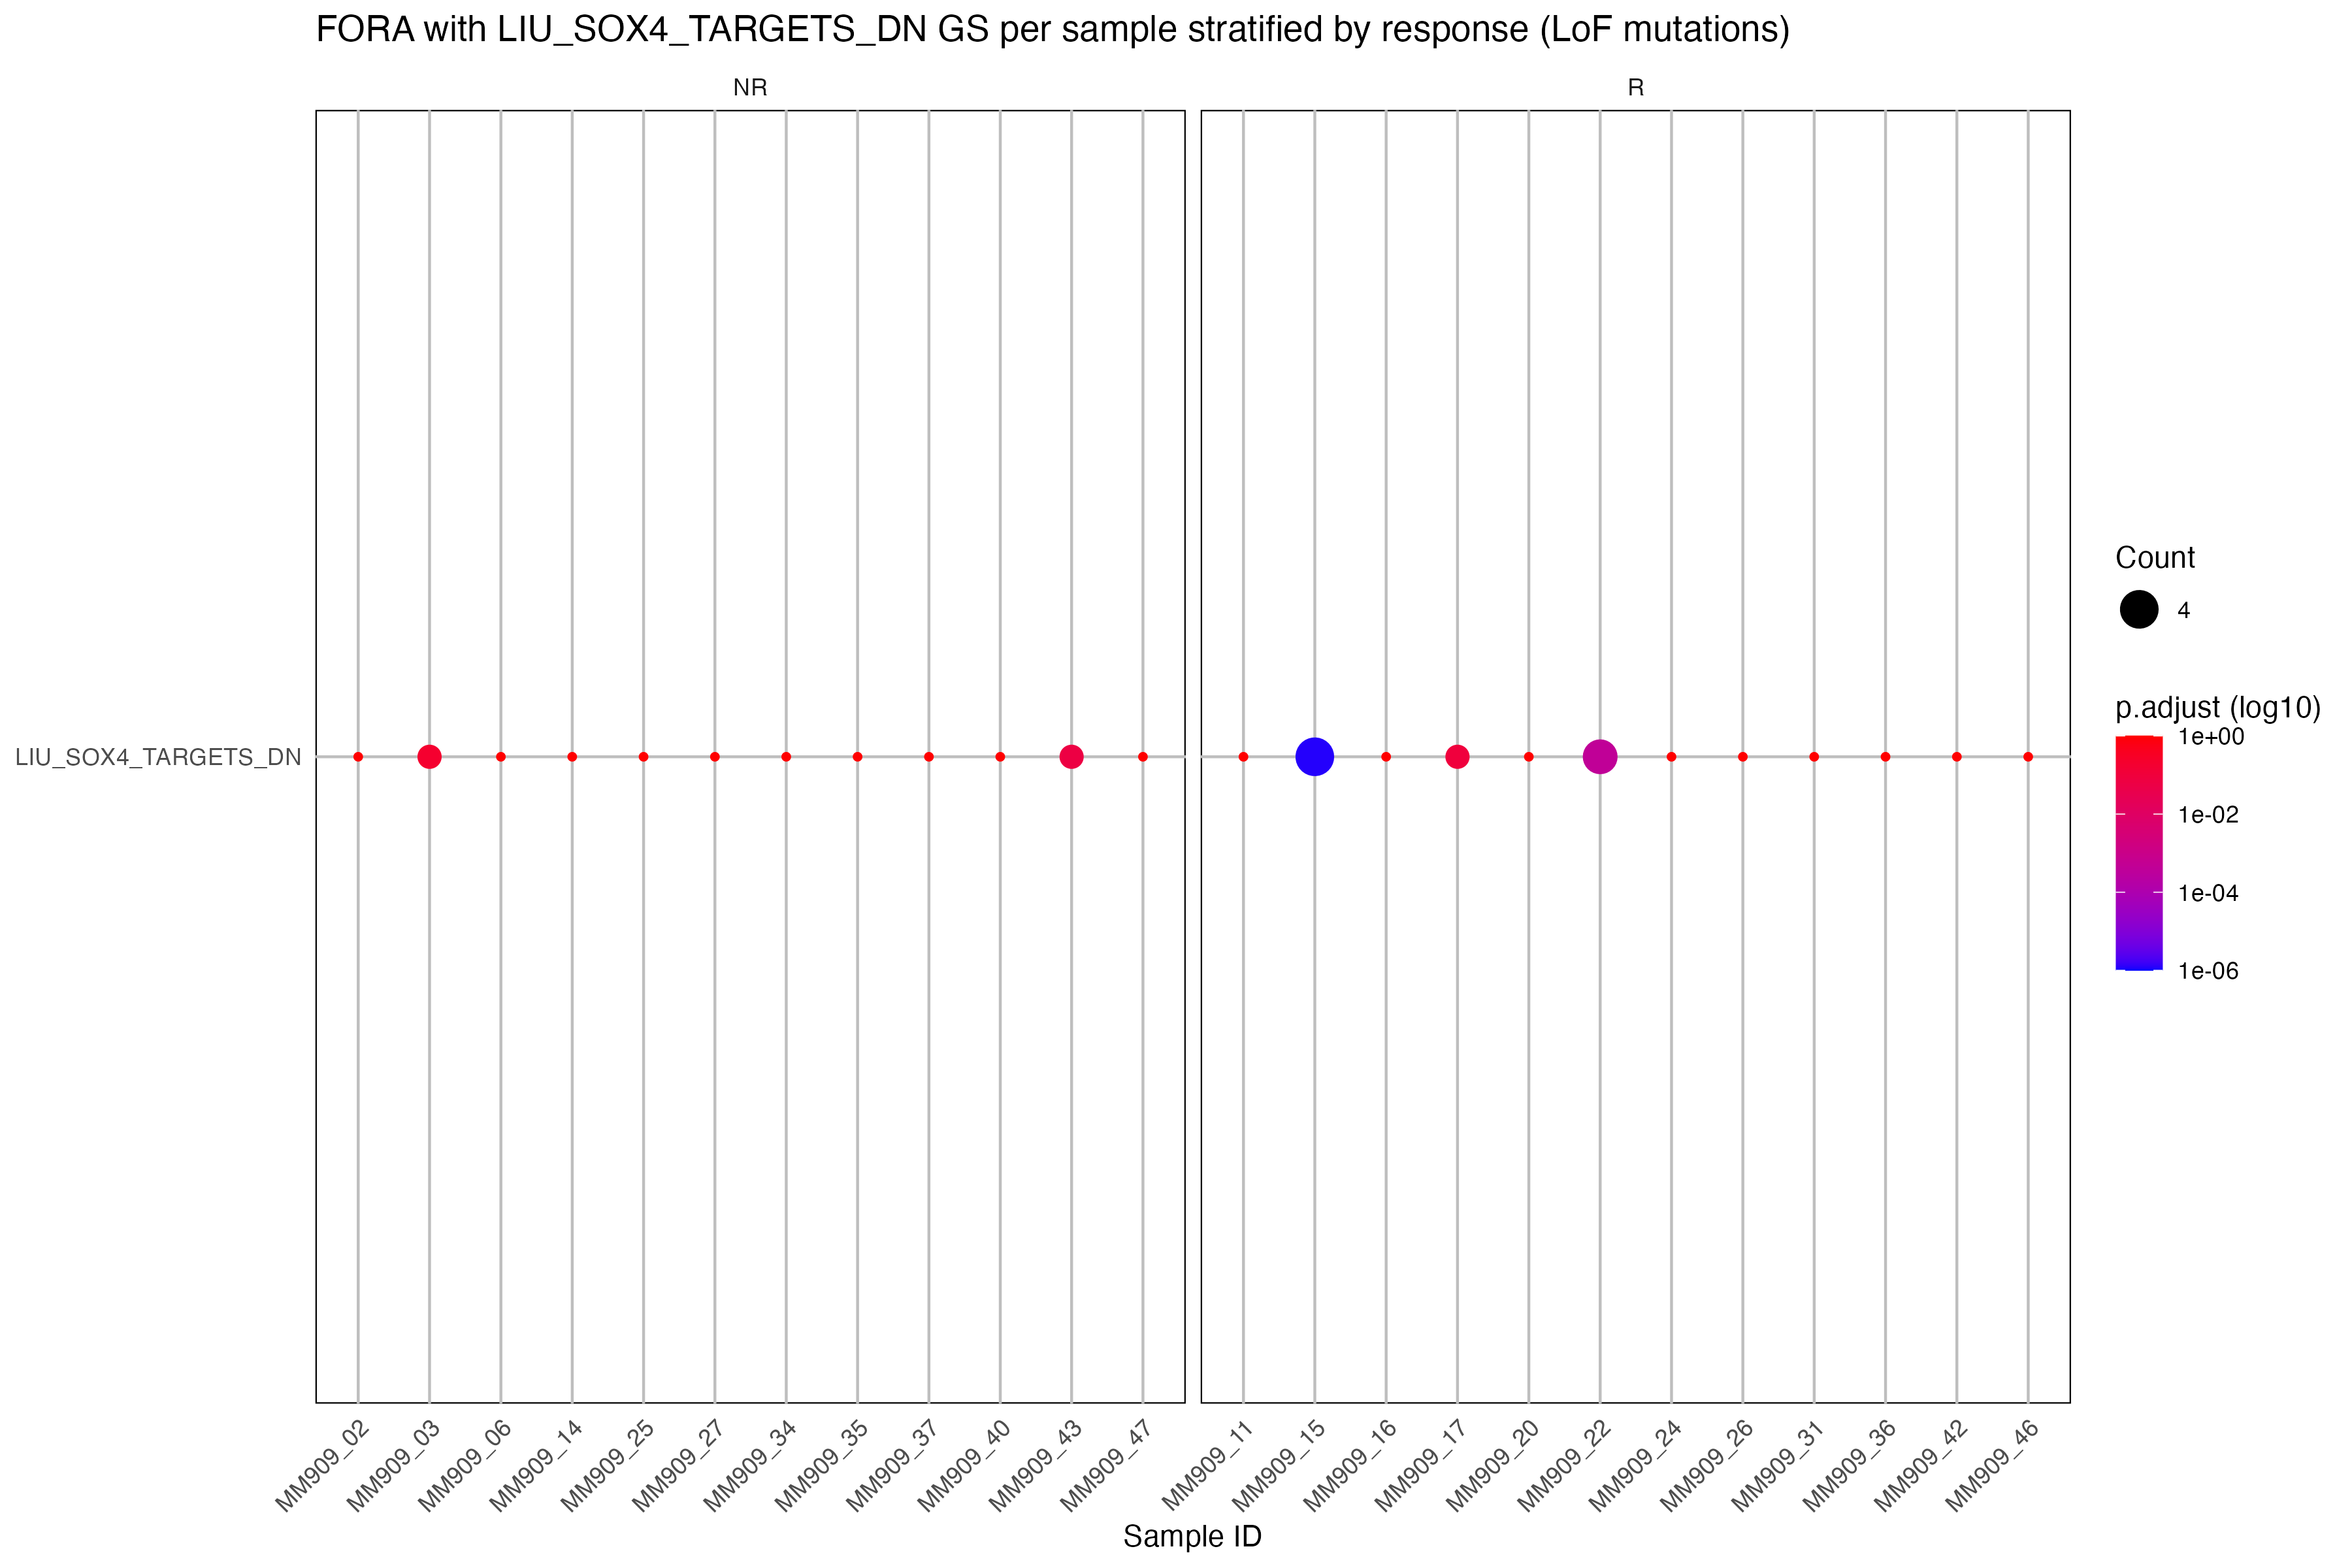 FORA with LIU_SOX4_TARGETS_DN GS per sample stratified by response (LoF mutations)
NR
R
LIU_SOX4_TARGETS_DN
Count
4
p.adjust (log10)
1e+00
1e-02
1e-04
1e-06
MM909_02
MM909_03
MM909_06
MM909_14
MM909_25
MM909_27
MM909_34
MM909_35
MM909_37
MM909_40
MM909_43
MM909_47
MM909_11
MM909_15
MM909_16
MM909_17
MM909_20
MM909_22
MM909_24
MM909_26
MM909_31
MM909_36
MM909_42
MM909_46
Sample ID